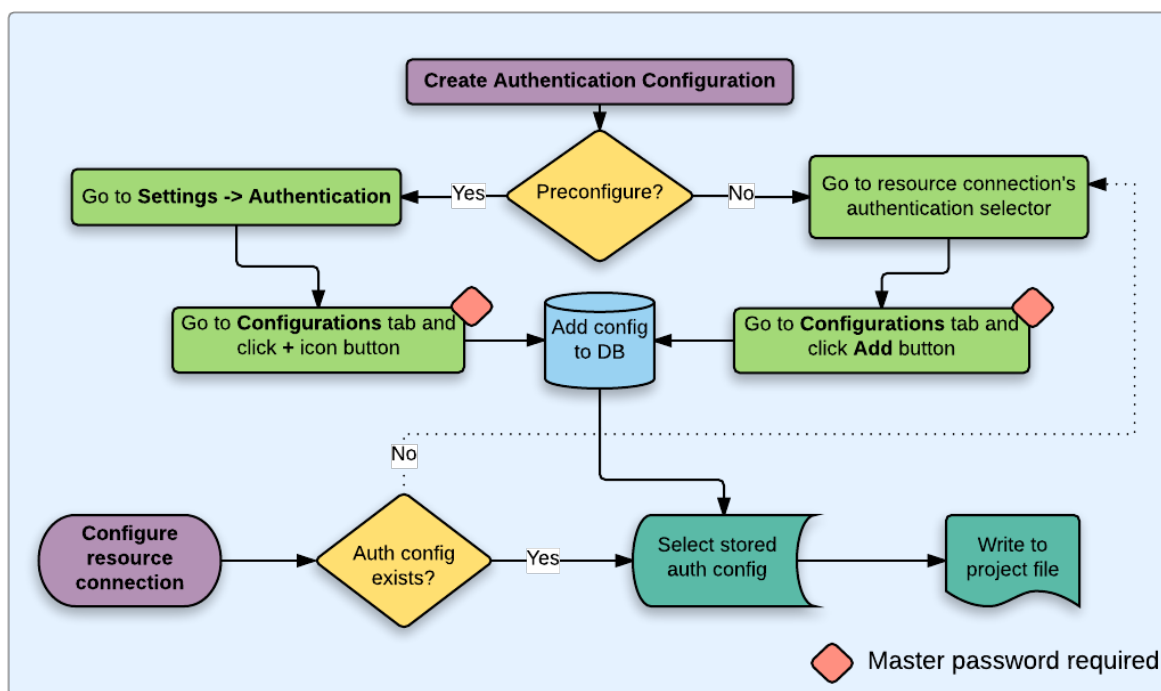 Create Authentication Configuration
Preconfigure?
Yes
No
Go to Settings -> Authentication
Go to resource connection's
authentication selector
Go to Configurations tab and
click + icon button
Add config
to DB
Go to Configurations tab and
click Add button
No
Configure
resource
connection
Auth config
exists?
Yes
Select stored
auth config
Write to
project file
Master password required